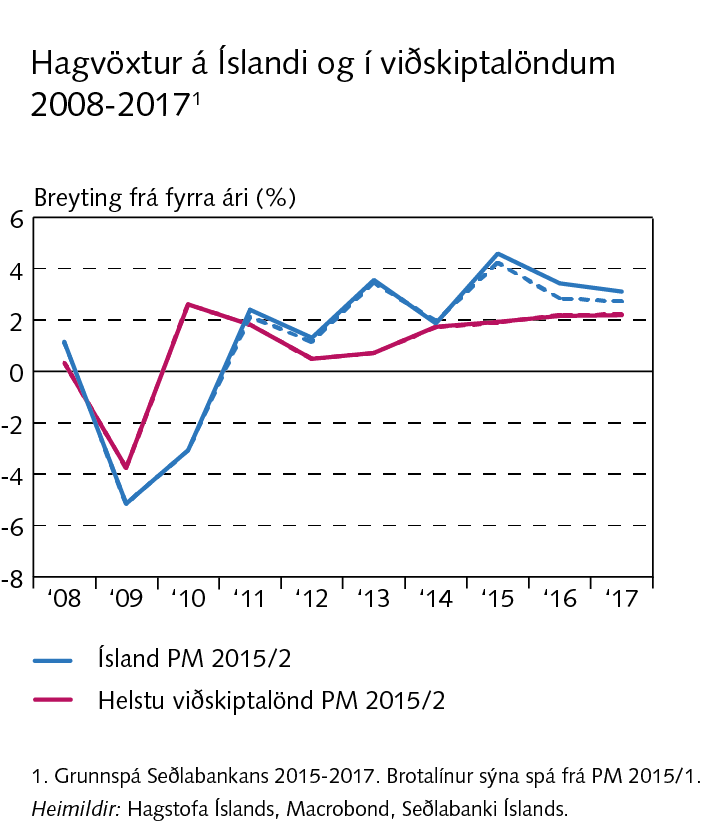 Hagvöxtur á Íslandi og í viðskiptalöndum
2008-2017¹
Breyting frá fyrra ári (%)
6
4
2
0
-2
-4
-6
-8
‘08 ‘09 ‘10 ‘11 ‘12 ‘13 ‘14 ‘15 ‘16 ‘17
Ísland PM 2015/2
Helstu viðskiptalönd PM 2015/2
1. Grunnspá Seðlabankans 2015-2017. Brotalínur sýna spá frá PM 2015/1.
Heimildir: Hagstofa Íslands, Macrobond, Seðlabanki Íslands.